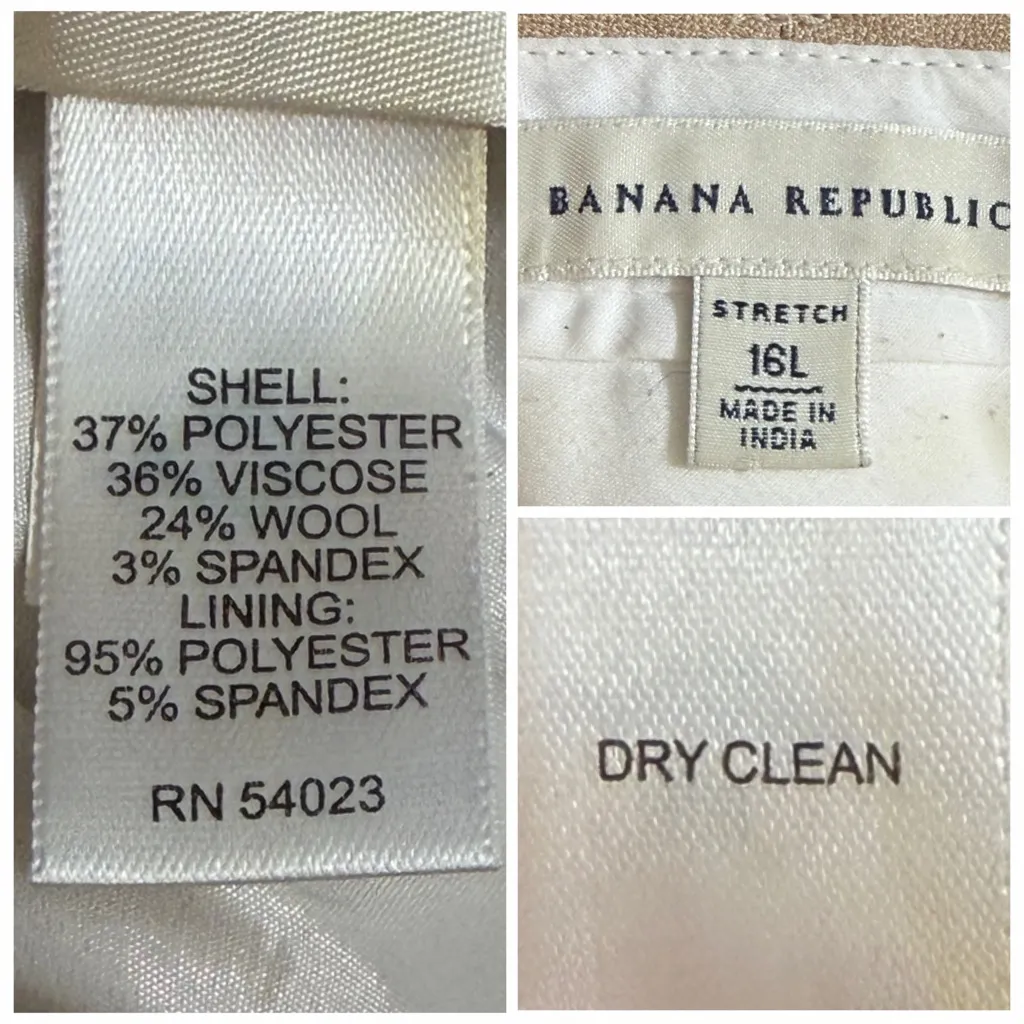 SHELL:
37% POLYESTER
36% VISCOSE
24% WOOL
3% SPANDEX
LINING:
95% POLYESTER
5% SPANDEX
RN 54023
BANANA REPUBLIC
STRETCH
16L
MADE IN
INDIA
DRY CLEAN